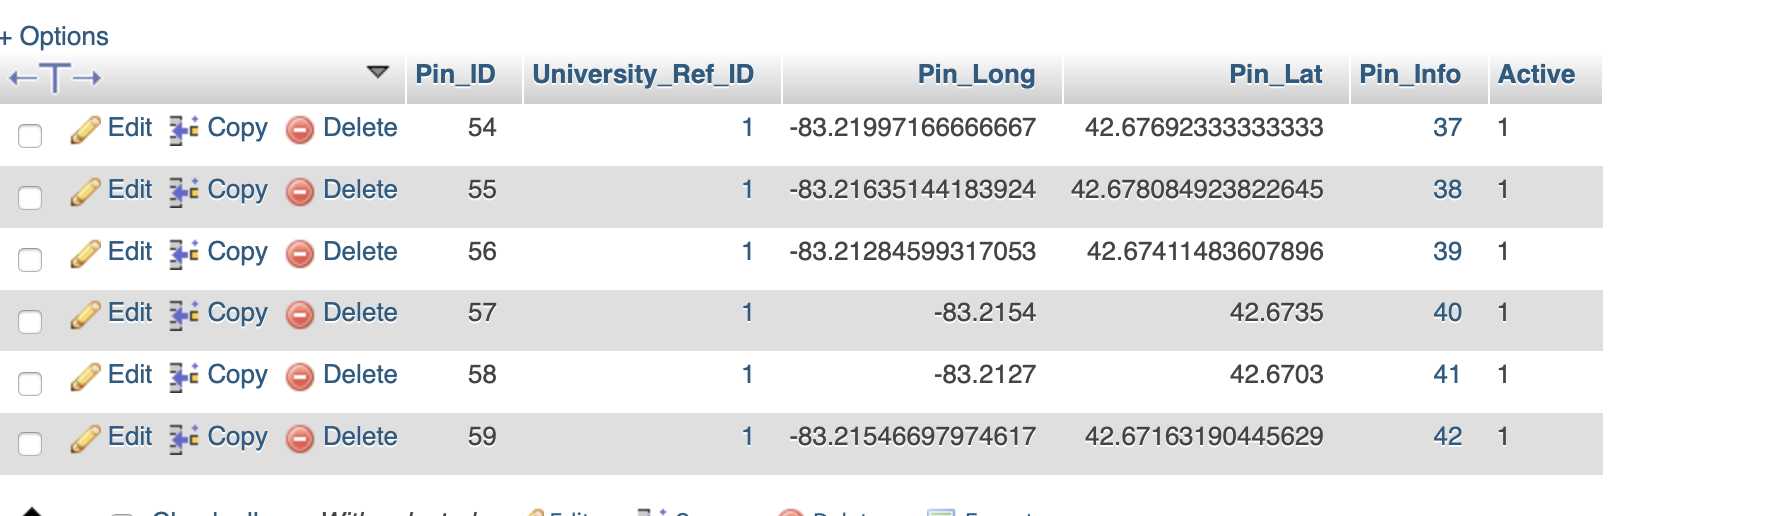 + Options
←T→ Pin_ID University_Ref_ID Pin_Long Pin_Lat Pin_Info Active
Edit Copy Delete 54 1 -83.21997166666667 42.67692333333333 37 1
Edit Copy Delete 55 1 -83.21635144183924 42.678084923822645 38 1
Edit Copy Delete 56 1 -83.21284599317053 42.67411483607896 39 1
Edit Copy Delete 57 1 -83.2154 42.6735 40 1
Edit Copy Delete 58 1 -83.2127 42.6703 41 1
Edit Copy Delete 59 1 -83.21546697974617 42.67163190445629 42 1